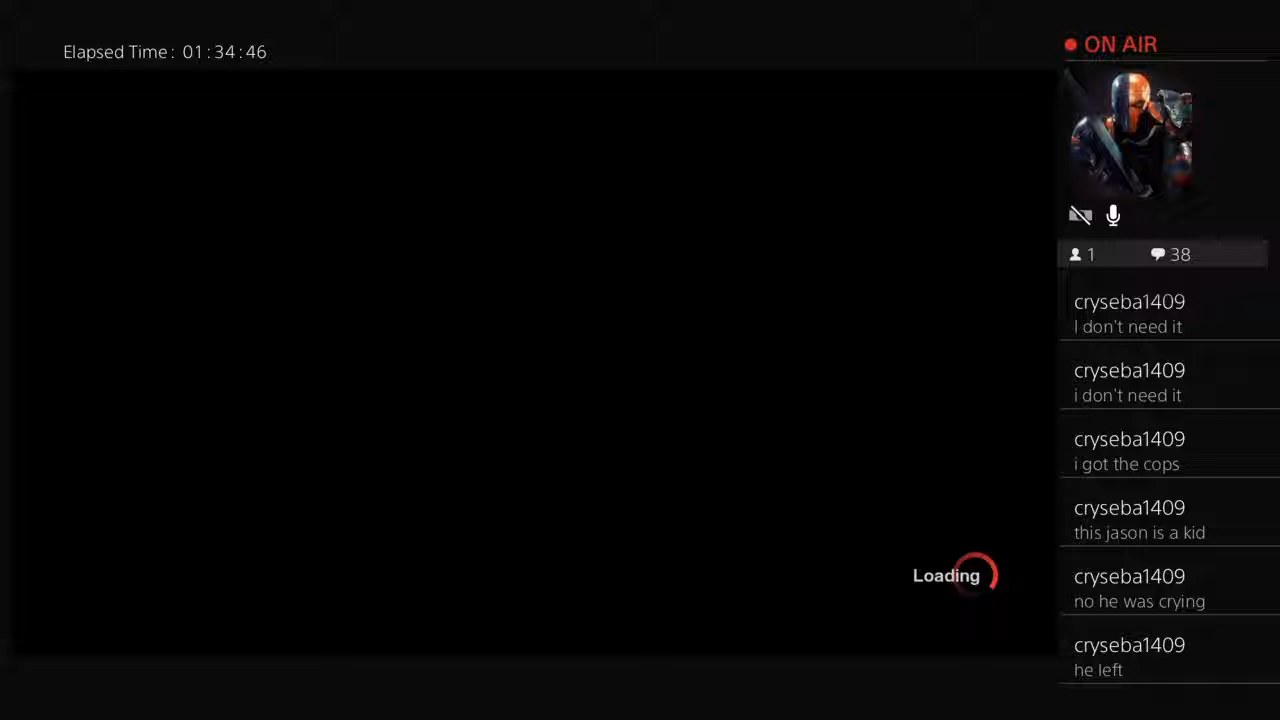 Elapsed Time: 01:34:46
ON AIR
1 38
cryseba1409
I don't need it
cryseba1409
i don't need it
cryseba1409
i got the cops
cryseba1409
this jason is a kid
cryseba1409
no he was crying
cryseba1409
he left
Loading